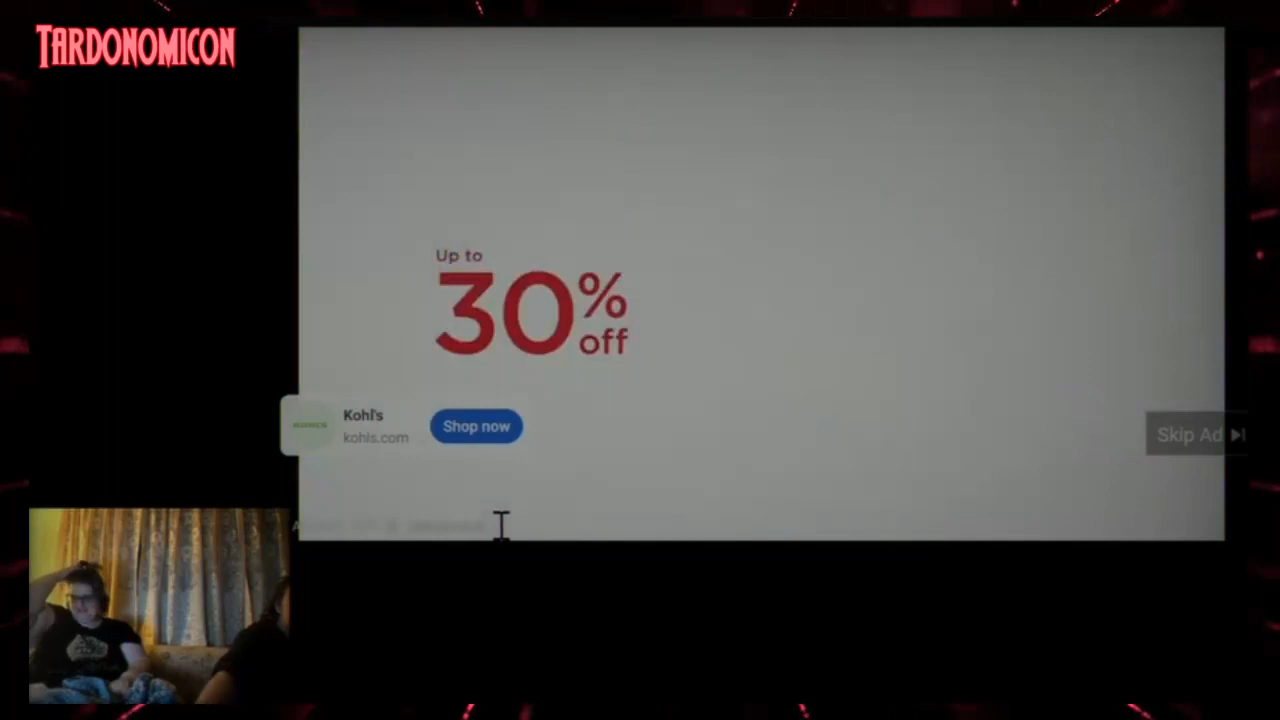 TARDONOMICON
Up to
30% off
Kohl's
kohls.com
Shop now
Skip Ad